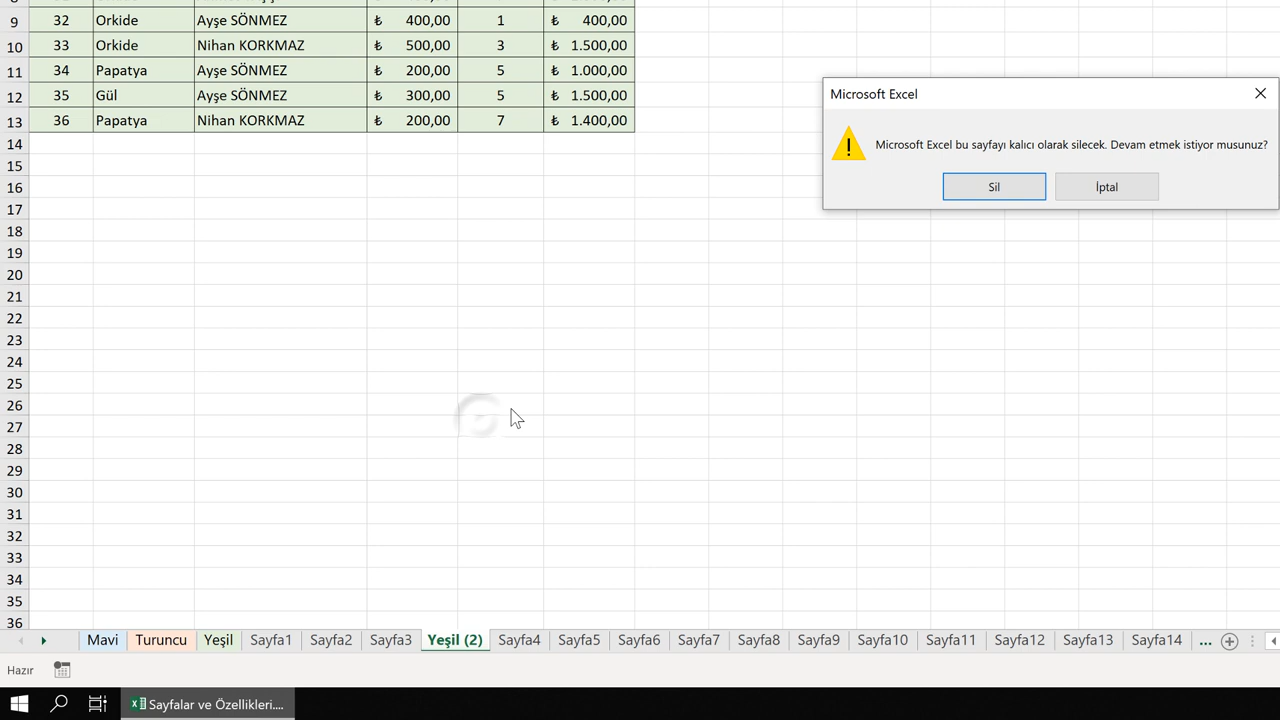 9 32 Orkide Ayşe SÖNMEZ ₺ 400,00 1 ₺ 400,00
10 33 Orkide Nihan KORKMAZ ₺ 500,00 3 ₺ 1.500,00
11 34 Papatya Ayşe SÖNMEZ ₺ 200,00 5 ₺ 1.000,00
12 35 Gül Ayşe SÖNMEZ ₺ 300,00 5 ₺ 1.500,00
13 36 Papatya Nihan KORKMAZ ₺ 200,00 7 ₺ 1.400,00
Microsoft Excel
Microsoft Excel bu sayfayı kalıcı olarak silecek. Devam etmek istiyor musunuz?
Sil İptal
14
15
16
17
18
19
20
21
22
23
24
25
26
27
28
29
30
31
32
33
34
35
36
Mavi Turuncu Yeşil Sayfa1 Sayfa2 Sayfa3 Yeşil (2) Sayfa4 Sayfa5 Sayfa6 Sayfa7 Sayfa8 Sayfa9 Sayfa10 Sayfa11 Sayfa12 Sayfa13 Sayfa14 ...
Hazır
Sayfalar ve Özellikleri....